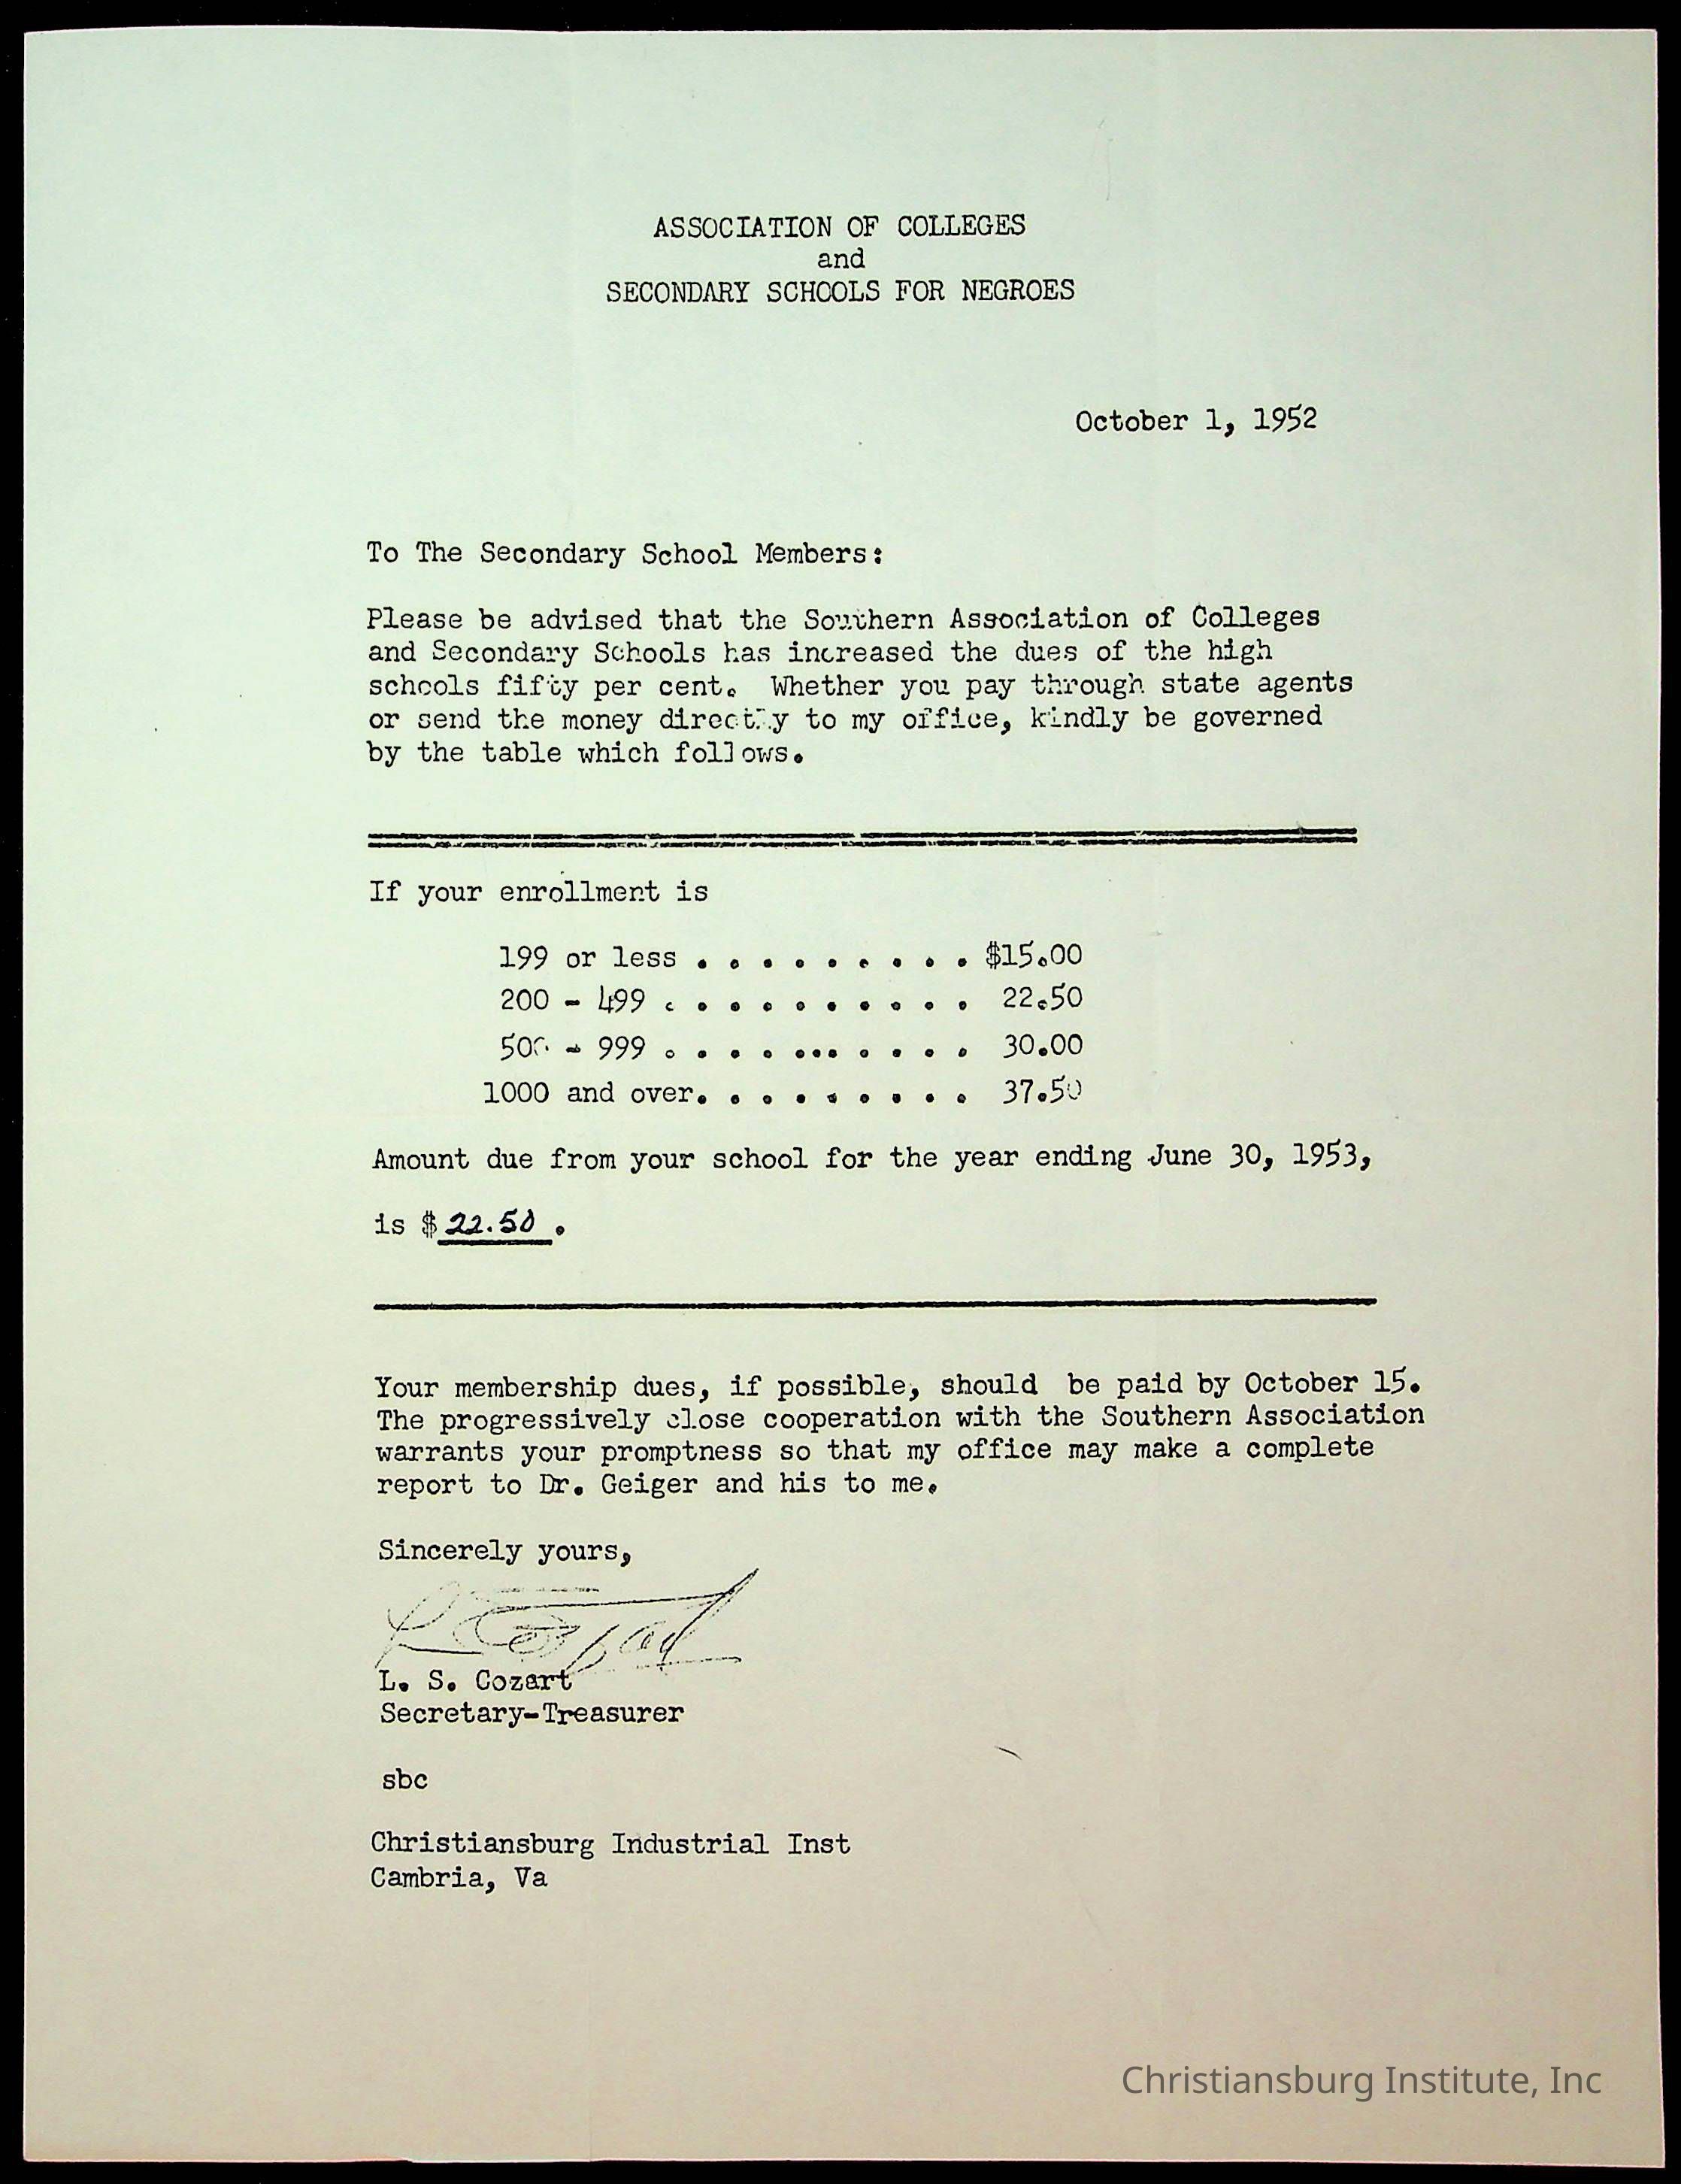 ASSOCIATION OF COLLEGES
and
SECONDARY SCHOOLS FOR NEGROES
October 1, 1952
To The Secondary School Members:
Please be advised that the Southern Association of Colleges
and Secondary Schools has increased the dues of the high
schools fifty per cent. Whether you pay through state agents
or send the money directly to my office, kindly be governed
by the table which follows.
If your enrollment is
199 or less . . . . . . . . . $15.00
200 - 499 . . . . . . . . . . 22.50
500 - 999 . . . . ... . . . . 30.00
1000 and over. . . . . . . . . 37.50
Amount due from your school for the year ending June 30, 1953,
is $ 22.50 .
Your membership dues, if possible, should be paid by October 15.
The progressively close cooperation with the Southern Association
warrants your promptness so that my office may make a complete
report to Dr. Geiger and his to me.
Sincerely yours,
L S Cozart
L. S. Cozart
Secretary-Treasurer
sbc
Christiansburg Industrial Inst
Cambria, Va
Christiansburg Institute, Inc